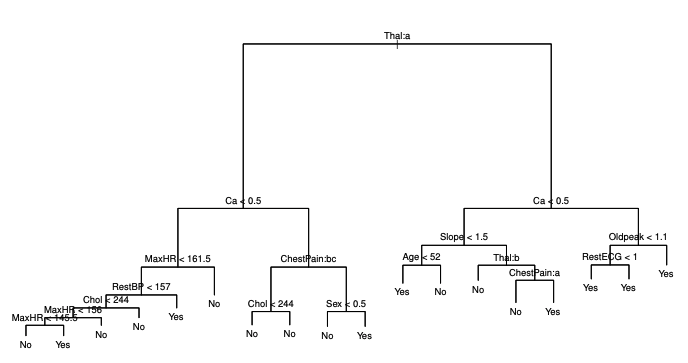 Thal:a
Ca < 0.5
Ca < 0.5
Slope < 1.5
Oldpeak < 1.1
MaxHR < 161.5
ChestPain:bc
Age < 52
Thal:b
RestECG < 1
ChestPain:a
Yes
RestBP < 157
Yes
No
No
Yes
Yes
Chol < 244
No
Chol < 244
Sex < 0.5
MaxHR < 156
No
Yes
MaxHR < 145.5
Yes
No
No
No
No
No
Yes
No
Yes